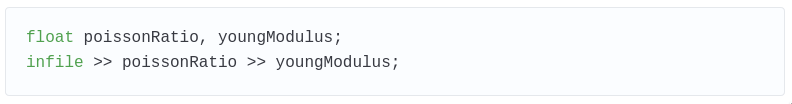 float poissonRatio, youngModulus;
infile >> poissonRatio >> youngModulus;